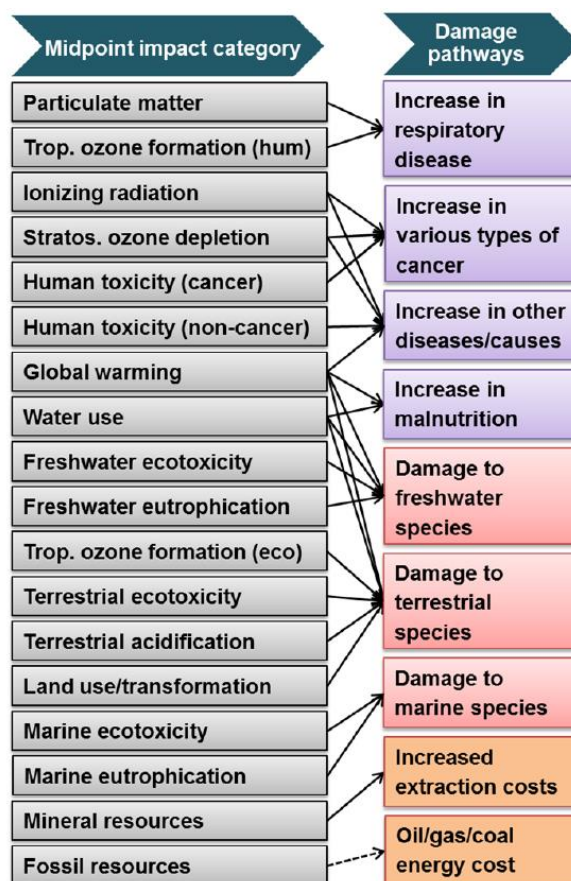 Midpoint impact category
Particulate matter
Trop. ozone formation (hum)
Ionizing radiation
Stratos. ozone depletion
Human toxicity (cancer)
Human toxicity (non-cancer)
Global warming
Water use
Freshwater ecotoxicity
Freshwater eutrophication
Trop. ozone formation (eco)
Terrestrial ecotoxicity
Terrestrial acidification
Land use/transformation
Marine ecotoxicity
Marine eutrophication
Mineral resources
Fossil resources
Damage
pathways
Increase in
respiratory
disease
Increase in
various types of
cancer
Increase in other
diseases/causes
Increase in
malnutrition
Damage to
freshwater
species
Damage to
terrestrial
species
Damage to
marine species
Increased
extraction costs
Oil/gas/coal
energy cost